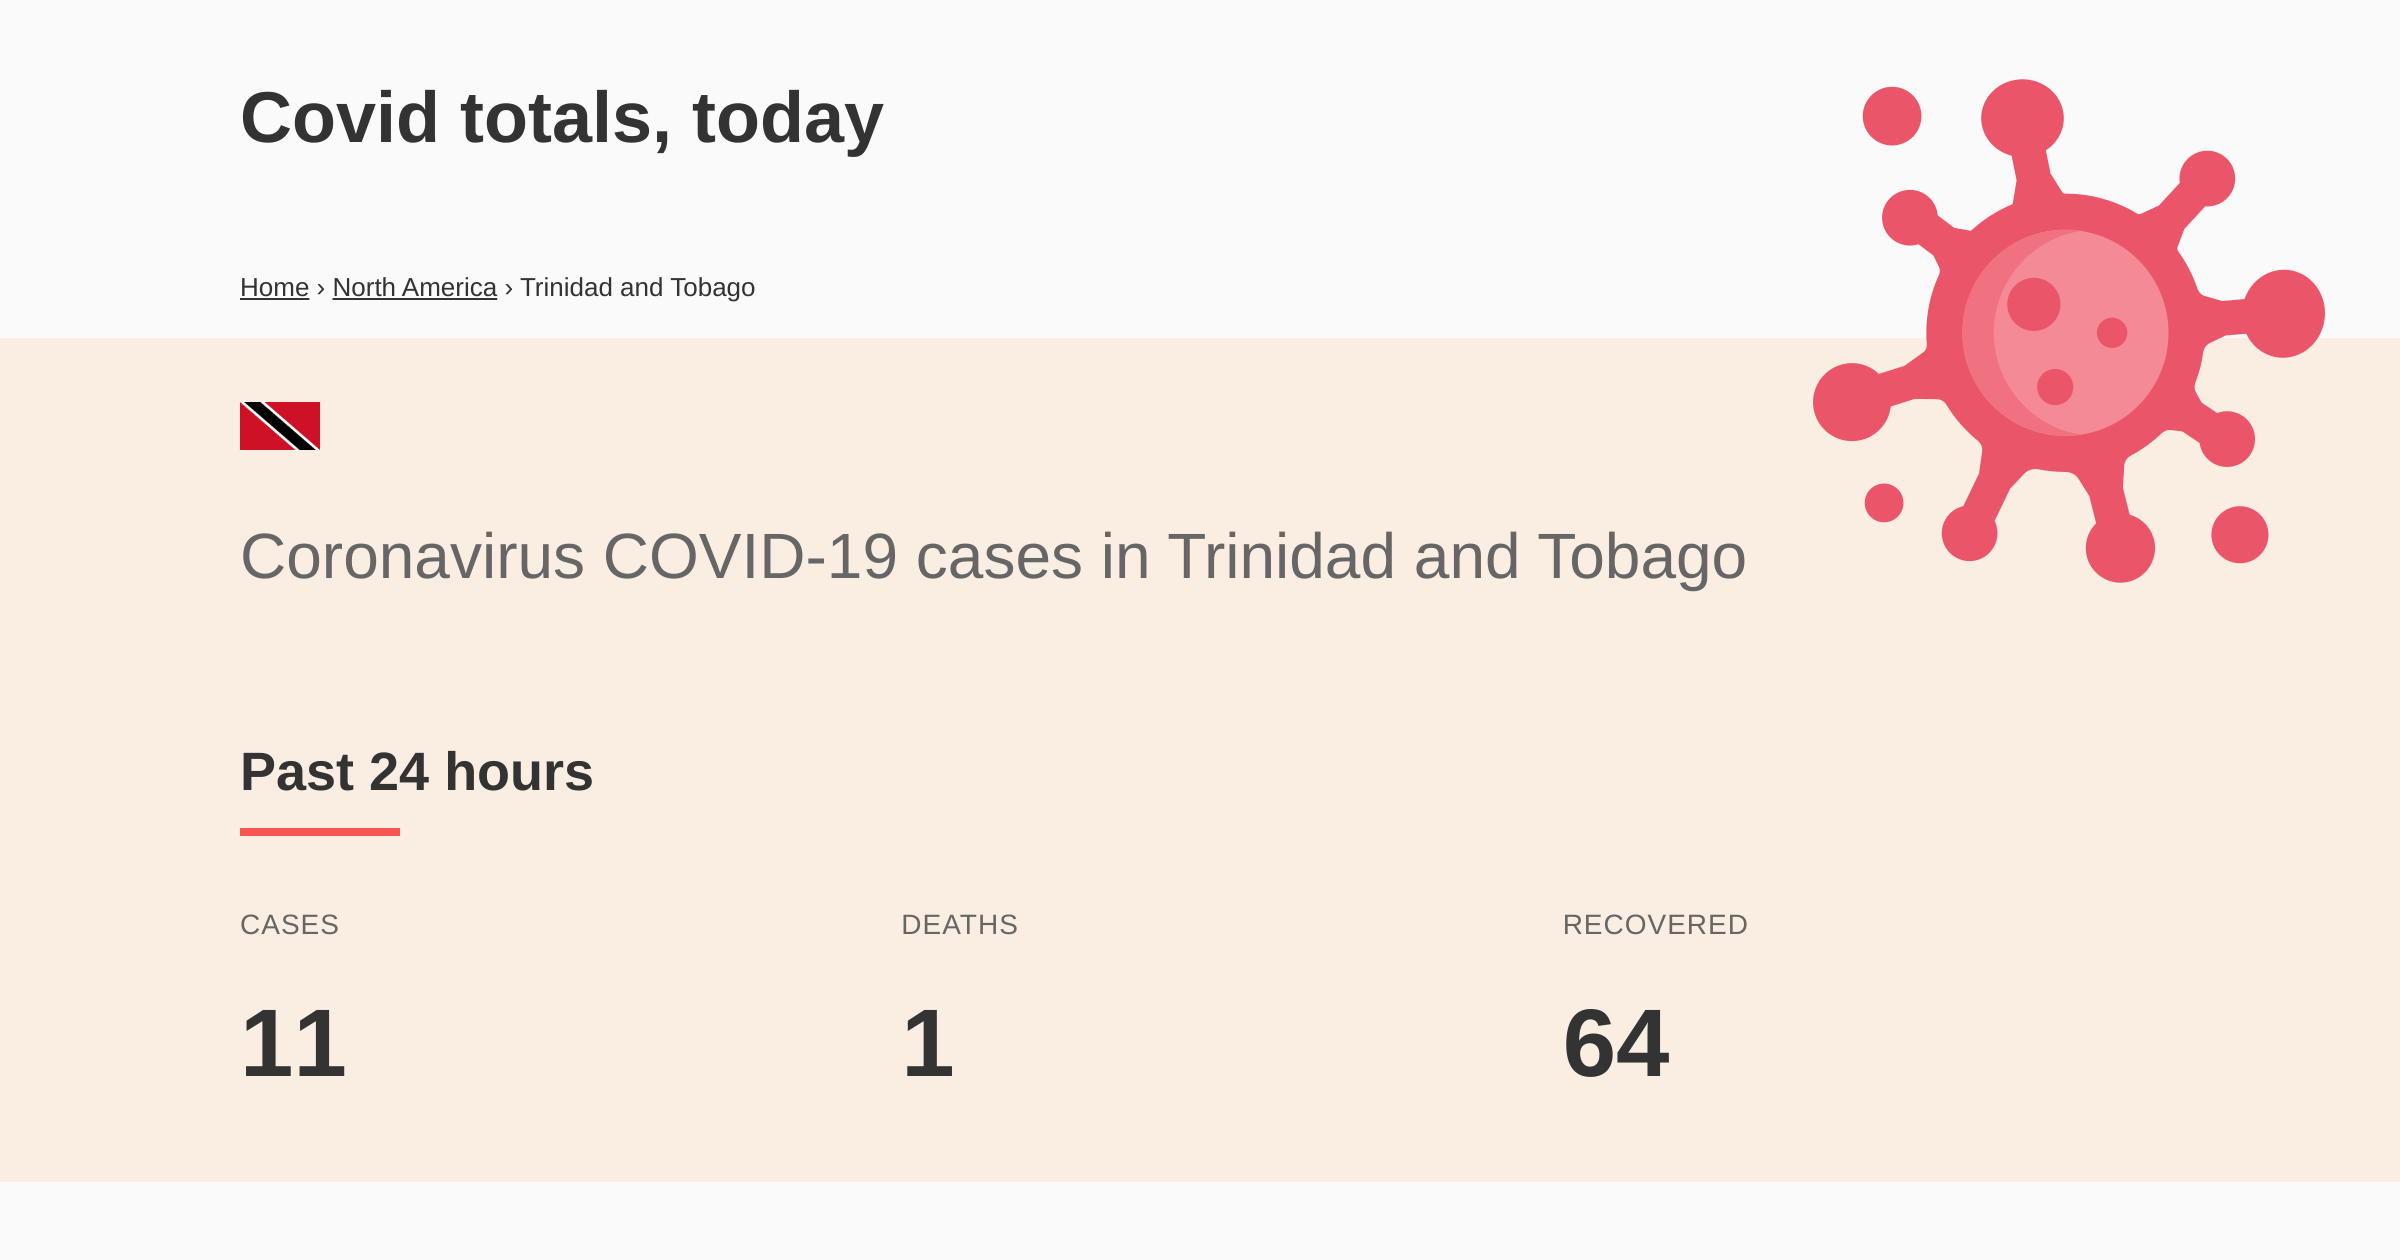 Covid totals, today
Home › North America › Trinidad and Tobago
Coronavirus COVID-19 cases in Trinidad and Tobago
Past 24 hours
CASES
DEATHS
RECOVERED
11
1
64